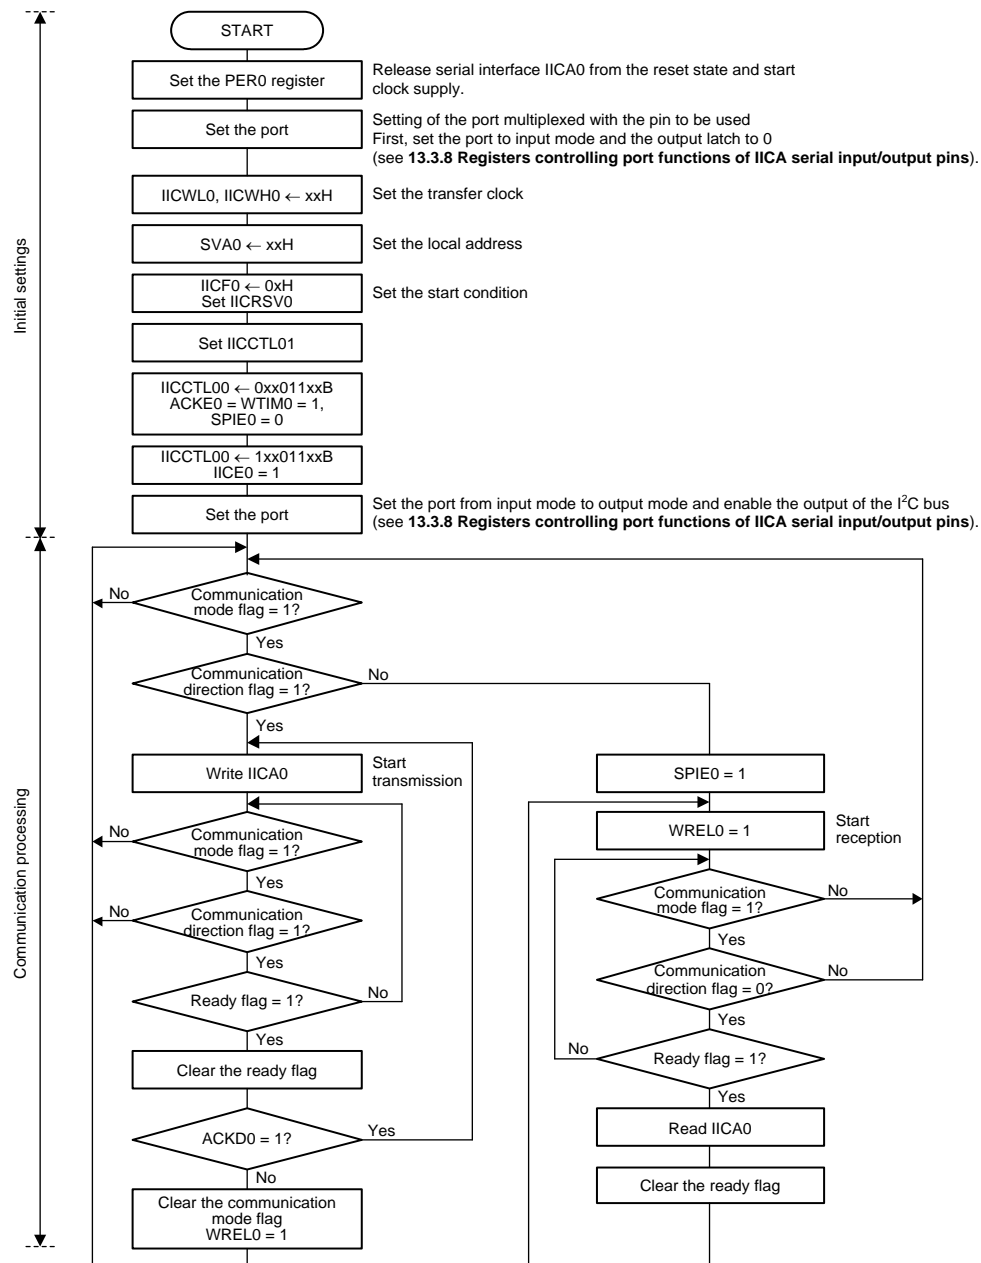 START
Set the PER0 register
Release serial interface IICA0 from the reset state and start
clock supply.
Set the port
Setting of the port multiplexed with the pin to be used
First, set the port to input mode and the output latch to 0
(see 13.3.8 Registers controlling port functions of IICA serial input/output pins).
IICWL0, IICWH0 ← xxH
Set the transfer clock
SVA0 ← xxH
Set the local address
IICF0 ← 0xH
Set IICRSV0
Set the start condition
Set IICCTL01
IICCTL00 ← 0xx011xxB
ACKE0 = WTIM0 = 1,
SPIE0 = 0
IICCTL00 ← 1xx011xxB
IICE0 = 1
Set the port
Set the port from input mode to output mode and enable the output of the I²C bus
(see 13.3.8 Registers controlling port functions of IICA serial input/output pins).
Initial settings
Communication processing
No
Communication
mode flag = 1?
Yes
Communication
direction flag = 1?
No
Yes
Write IICA0
Start
transmission
No
Communication
mode flag = 1?
Yes
No
Communication
direction flag = 1?
Yes
Ready flag = 1?
No
Yes
Clear the ready flag
ACKD0 = 1?
Yes
No
Clear the communication
mode flag
WREL0 = 1
SPIE0 = 1
WREL0 = 1
Start
reception
Communication
mode flag = 1?
No
Yes
Communication
direction flag = 0?
No
Yes
No
Ready flag = 1?
Yes
Read IICA0
Clear the ready flag